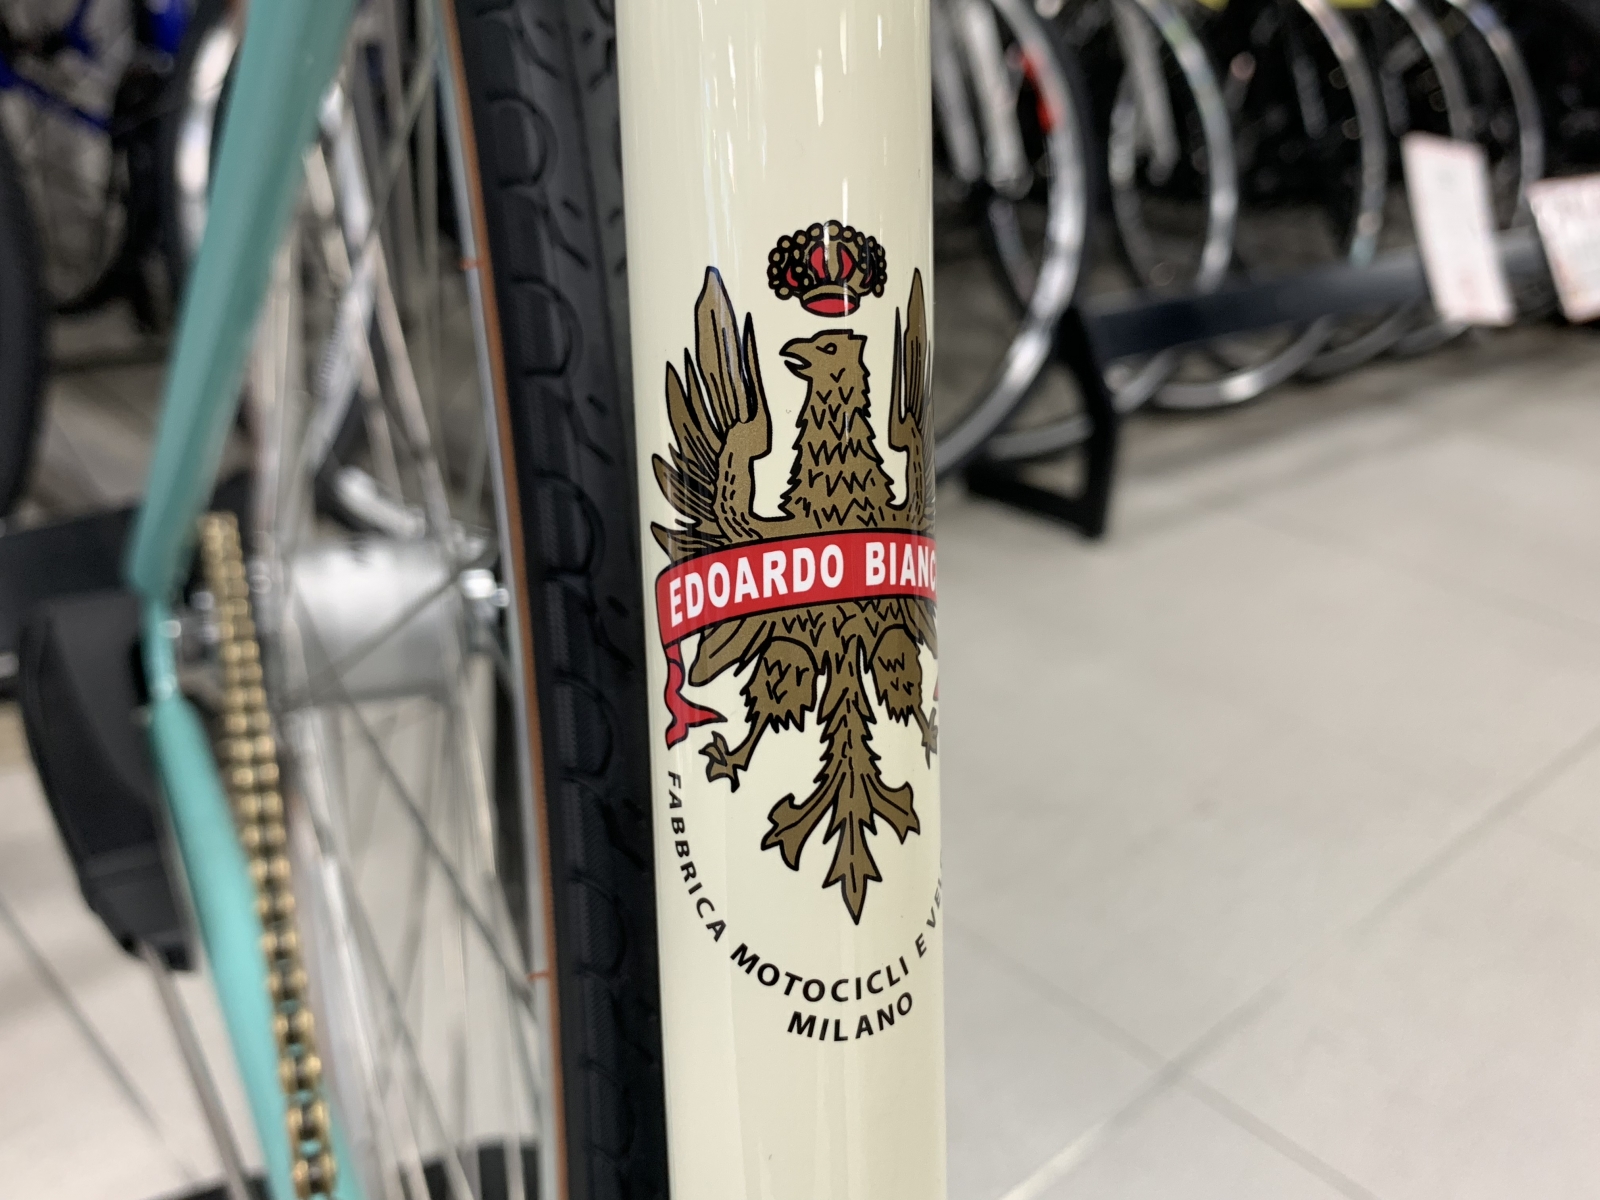 EDOARDO BIANC
FABBRICA MOTOCICLI E VE
MILANO